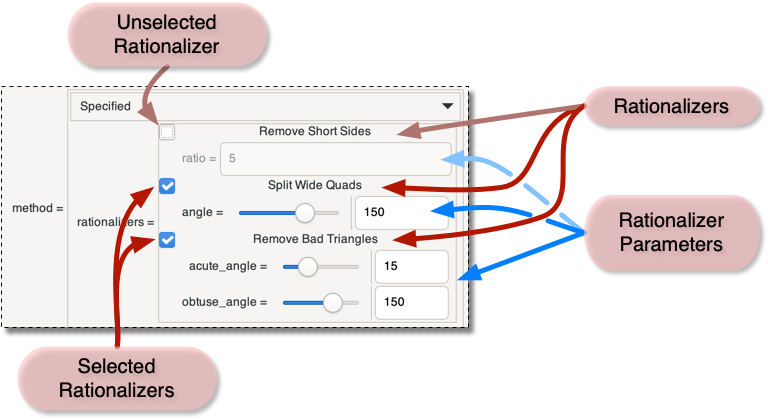 Unselected
Rationalizer
Specified
Rationalizers
Remove Short Sides
ratio = 5
Split Wide Quads
method =
rationalizers =
angle = 150
Rationalizer
Parameters
Remove Bad Triangles
acute_angle = 15
obtuse_angle = 150
Selected
Rationalizers